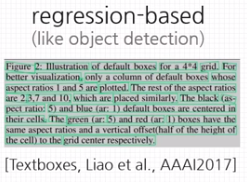 regression-based
(like object detection)
Figure 2: Illustration of default boxes for a 4*4 grid. For
better visualization, only a column of default boxes whose
aspect ratios 1 and 5 are plotted. The rest of the aspect ratios
are 2,3,7 and 10, which are placed similarly. The black (as-
pect ratio: 5) and blue (ar: 1) default boxes are centered in
their cells. The green (ar: 5) and red (ar: 1) boxes have the
same aspect ratios and a vertical offset(half of the height of
the cell) to the grid center respectively.
[Textboxes, Liao et al., AAAI2017]